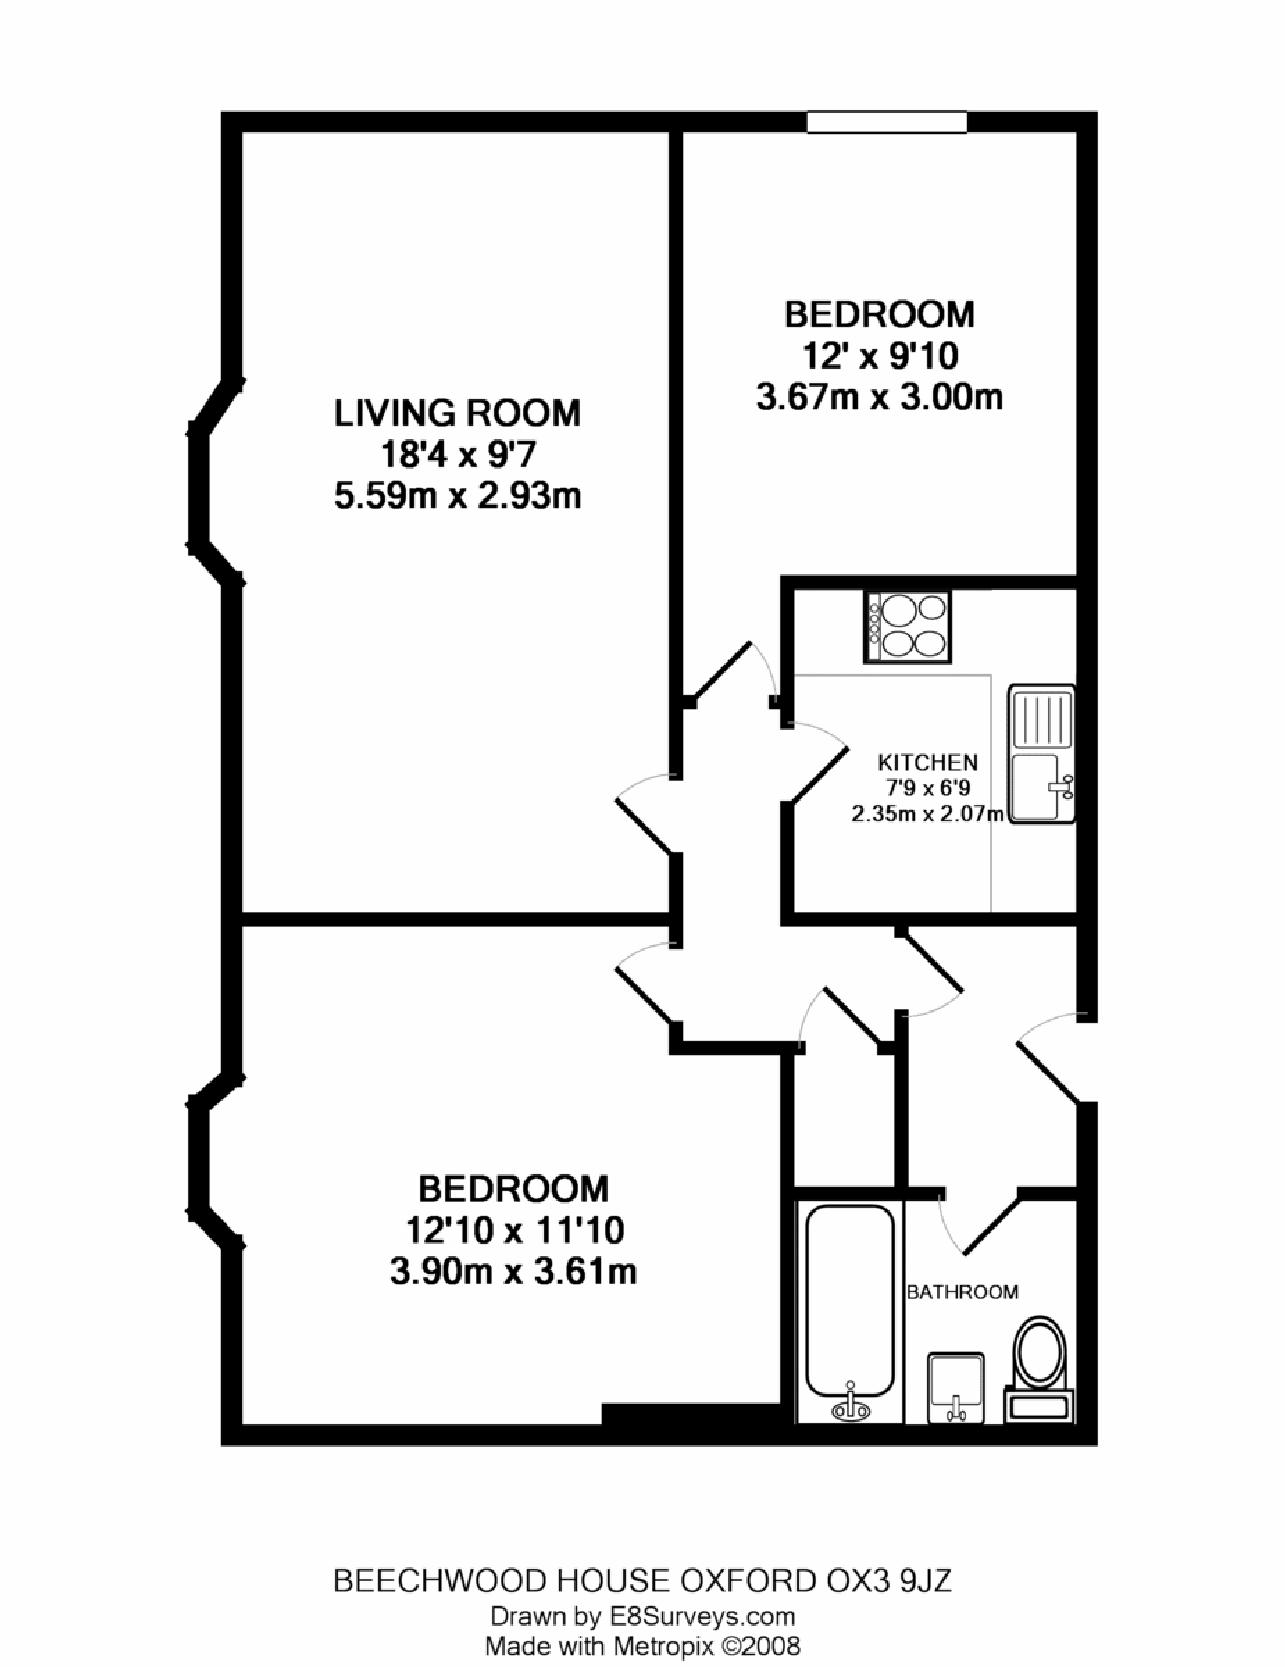 BEDROOM
12' x 9'10
3.67m x 3.00m
LIVING ROOM
18'4 x 9'7
5.59m x 2.93m
KITCHEN
7'9 x 6'9
2.35m x 2.07m
BEDROOM
12'10 x 11'10
3.90m x 3.61m
BATHROOM
BEECHWOOD HOUSE OXFORD OX3 9JZ
Drawn by E8Surveys.com
Made with Metropix ©2008